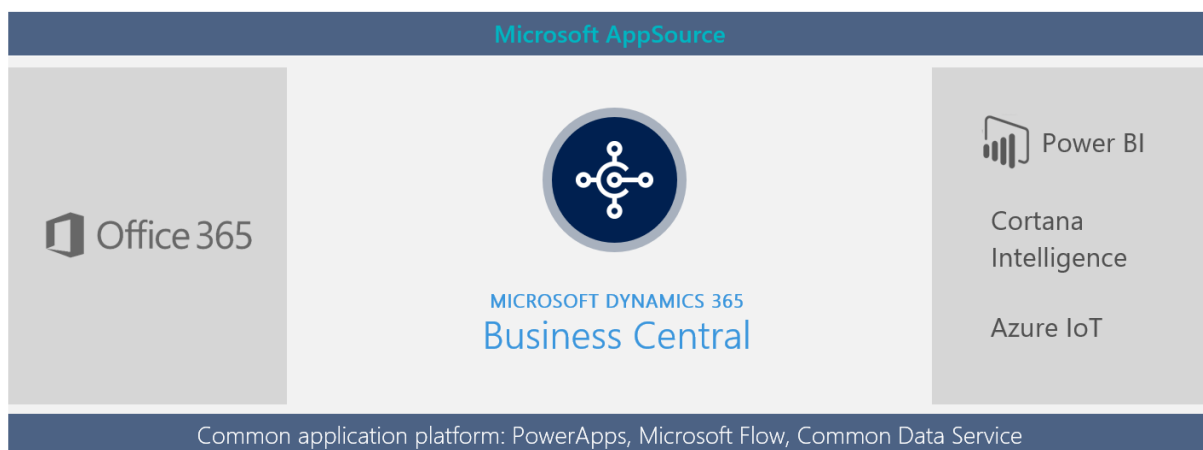 Microsoft AppSource
Office 365
MICROSOFT DYNAMICS 365
Business Central
Power BI
Cortana
Intelligence
Azure IoT
Common application platform: PowerApps, Microsoft Flow, Common Data Service